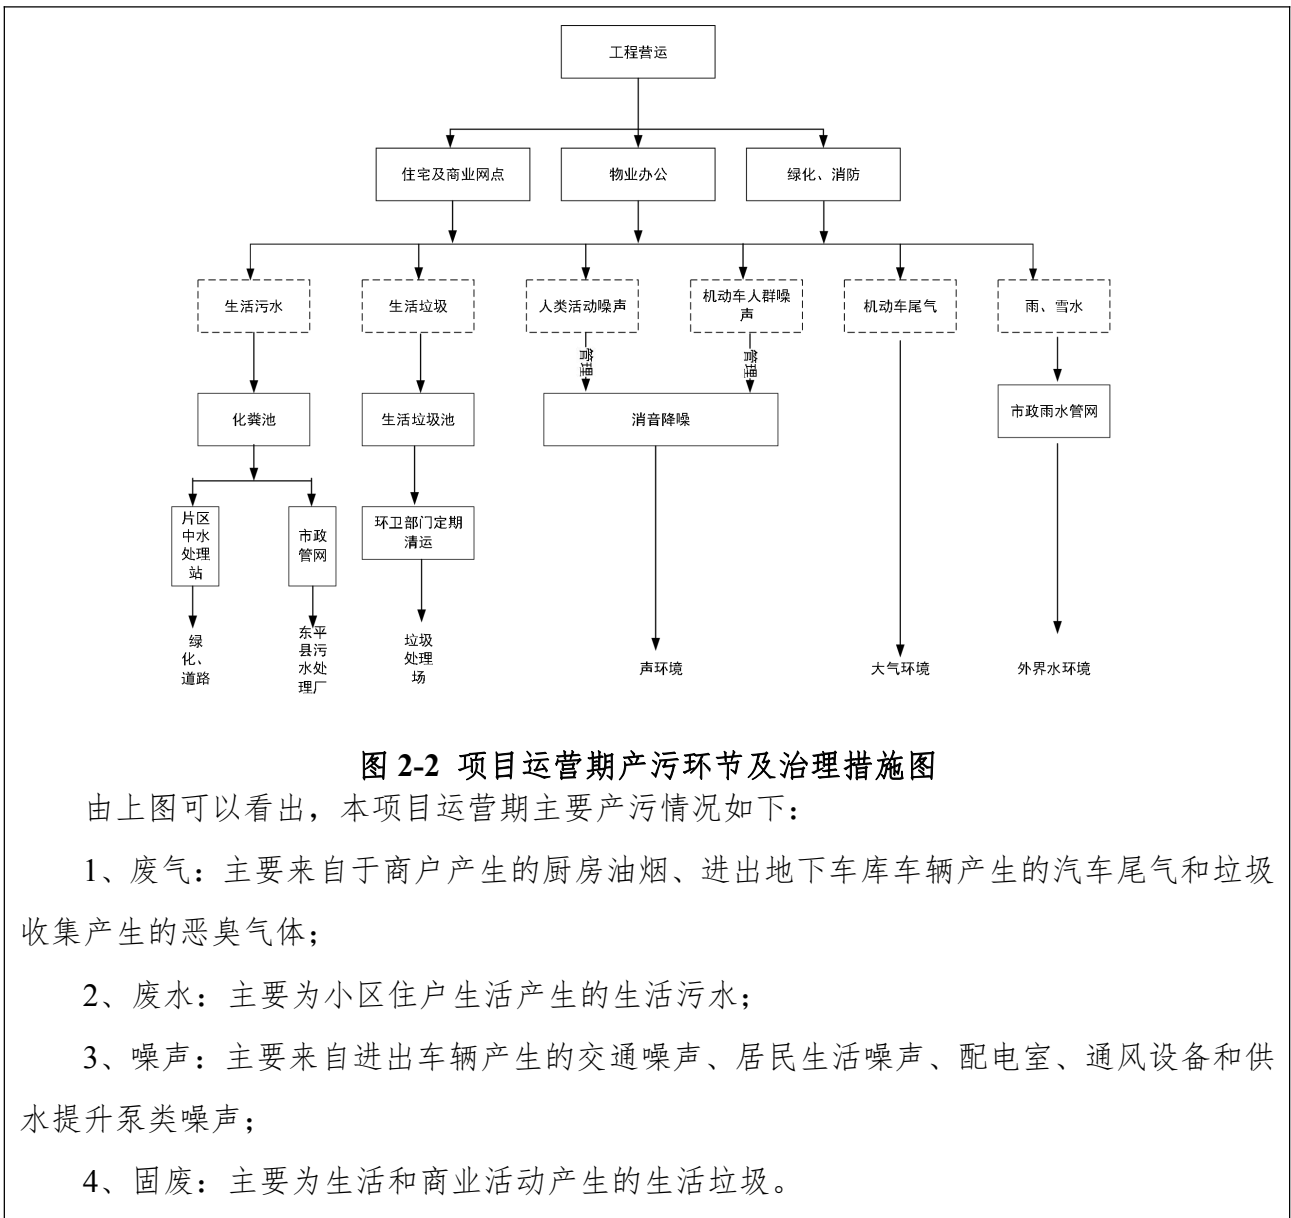 工程营运
住宅及商业网点
物业办公
绿化、消防
生活污水
生活垃圾
人类活动噪声
机动车人群噪
声
机动车尾气
雨、雪水
管理
管理
化粪池
生活垃圾池
消音降噪
市政雨水管网
片区
中水
处理
站
市政
管网
环卫部门定期
清运
绿
化、
道路
东平
县污
水处
理厂
垃圾
处理
场
声环境
大气环境
外界水环境
图 2-2 项目运营期产污环节及治理措施图
由上图可以看出，本项目运营期主要产污情况如下：
1、废气：主要来自于商户产生的厨房油烟、进出地下车库车辆产生的汽车尾气和垃圾
收集产生的恶臭气体；
2、废水：主要为小区住户生活产生的生活污水；
3、噪声：主要来自进出车辆产生的交通噪声、居民生活噪声、配电室、通风设备和供
水提升泵类噪声；
4、固废：主要为生活和商业活动产生的生活垃圾。